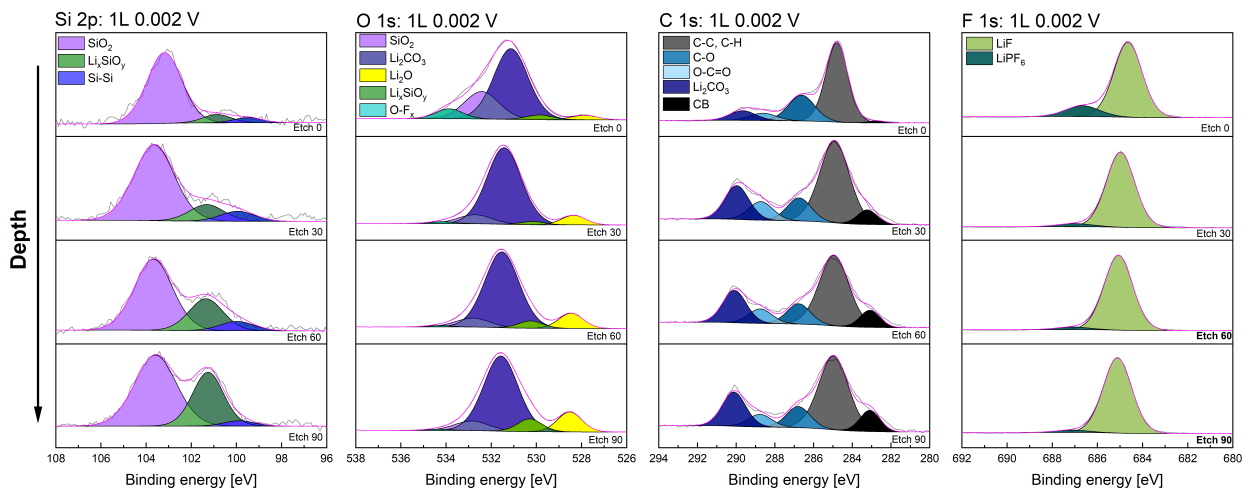 Si 2p: 1L 0.002 V
SiO2
LixSiOy
Si-Si
Etch 0
Etch 30
Etch 60
Etch 90
108 106 104 102 100 98 96
Binding energy [eV]
O 1s: 1L 0.002 V
SiO2
Li2CO3
Li2O
LixSiOy
O-Fx
Etch 0
Etch 30
Etch 60
Etch 90
538 536 534 532 530 528 526
Binding energy [eV]
C 1s: 1L 0.002 V
C-C, C-H
C-O
O-C=O
Li2CO3
CB
Etch 0
Etch 30
Etch 60
Etch 90
294 292 290 288 286 284 282 280
Binding energy [eV]
F 1s: 1L 0.002 V
LiF
LiPF6
Etch 0
Etch 30
Etch 60
Etch 90
692 690 688 686 684 682 680
Binding energy [eV]
Depth